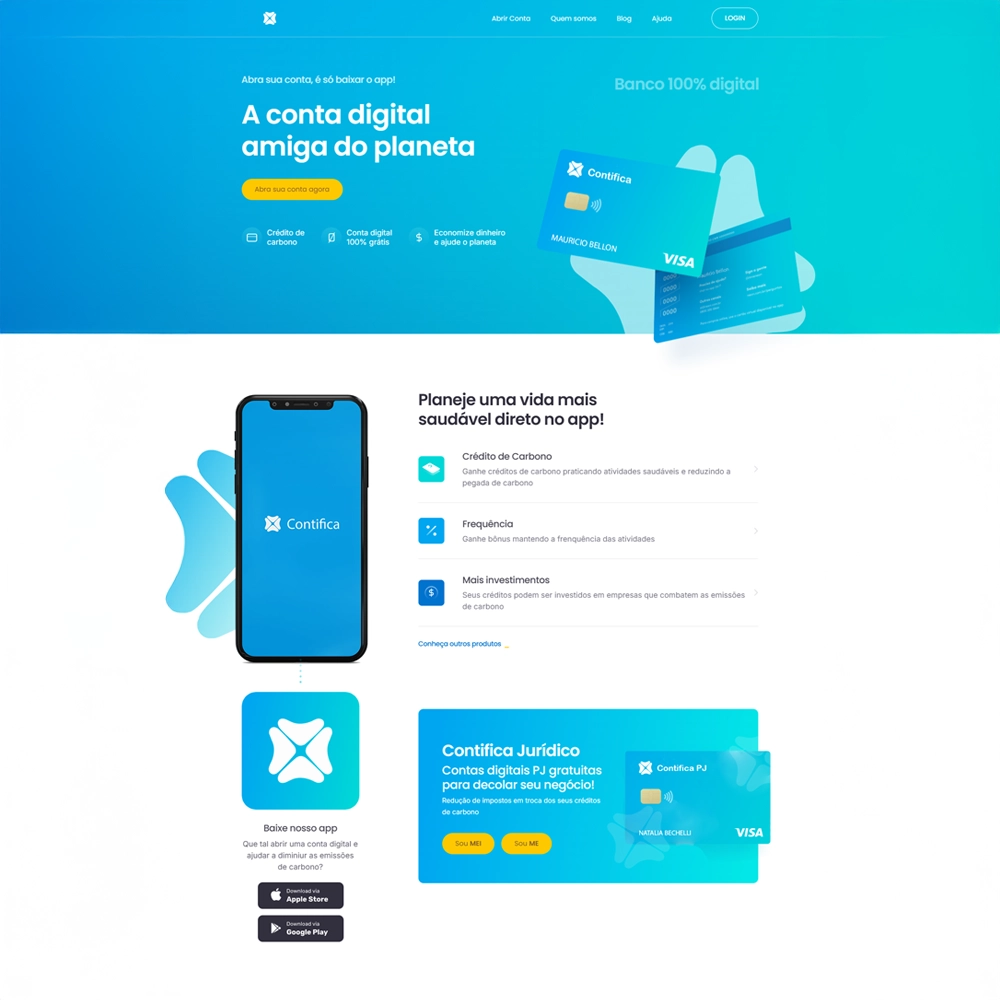 Abrir Conta
Quem somos
Blog
Ajuda
LOGIN
Abra sua conta, é só baixar o app!
Banco 100% digital
A conta digital
amiga do planeta
Abra sua conta agora
Crédito de
carbono
Conta digital
100% grátis
Economize dinheiro
e ajude o planeta
Contifica
MAURICIO BELLON
VISA
Planeje uma vida mais
saudável direto no app!
Crédito de Carbono
Ganhe créditos de carbono praticando atividades saudáveis e reduzindo a
pegada de carbono
Frequência
Ganhe bônus mantendo a frenquência das atividades
Mais investimentos
Seus créditos podem ser investidos em empresas que combatem as emissões
de carbono
Conheça outros produtos
Contifica
Baixe nosso app
Que tal abrir uma conta digital e
ajudar a diminiur as emissões
de carbono?
Download via
Apple Store
Download via
Google Play
Contifica Jurídico
Contas digitais PJ gratuitas
para decolar seu negócio!
Redução de impostos em troca dos seus créditos
de carbono
Sou MEI
Sou ME
Contifica PJ
NATALIA BECHELLI
VISA